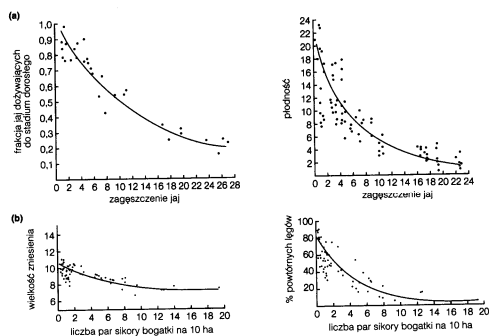 (a)
frakcja jaj dożywających
do stadium dorosłego
1,0
0,9
0,8
0,7
0,6
0,5
0,4
0,3
0,2
0,1
0 2 4 6 8 10 12 14 16 18 20 22 24 26 28
zagęszczenie jaj
płodność
24
22
20
18
16
14
12
10
8
6
4
2
0 2 4 6 8 10 12 14 16 18 20 22 24
zagęszczenie jaj
(b)
wielkość zniesienia
14
12
10
8
6
0 2 4 6 8 10 12 14 16 18 20
liczba par sikory bogatki na 10 ha
% powtórnych lęgów
100
80
60
40
20
0 2 4 6 8 10 12 14 16 18 20
liczba par sikory bogatki na 10 ha